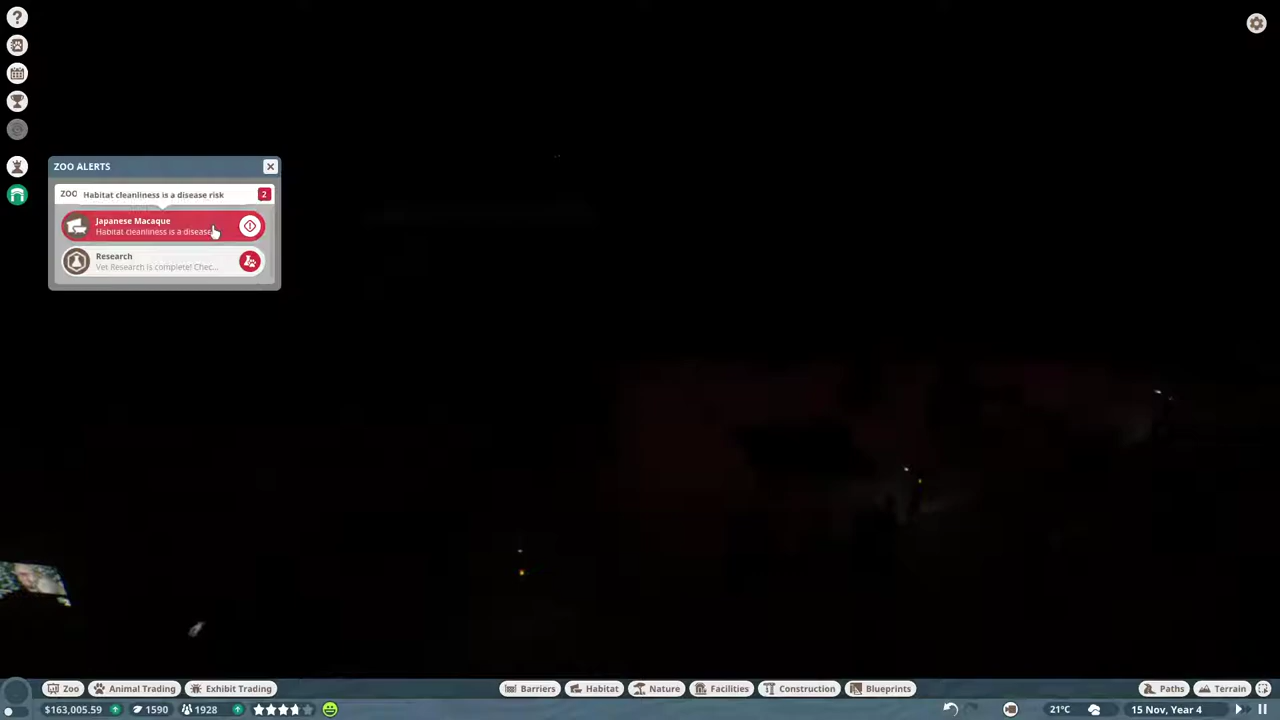 ZOO ALERTS
ZOO
Habitat cleanliness is a disease risk
2
Japanese Macaque
Habitat cleanliness is a disease
Research
Vet Research is complete! Chec...
Zoo
Animal Trading
Exhibit Trading
Barriers
Habitat
Nature
Facilities
Construction
Blueprints
Paths
Terrain
$163,005.59
1590
1928
21°C
15 Nov, Year 4